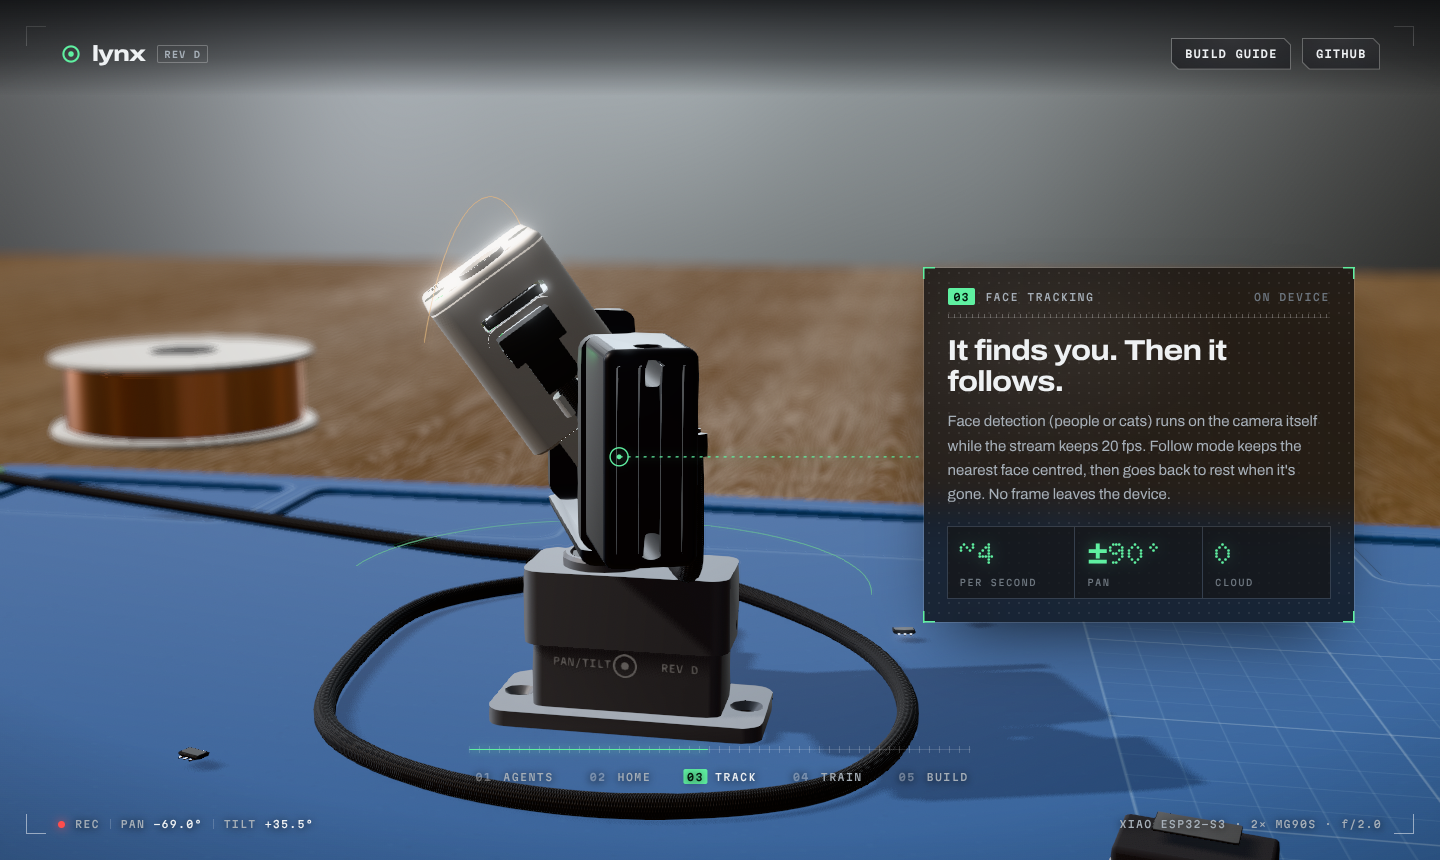 lynx REV D
BUILD GUIDE GITHUB
03 FACE TRACKING ON DEVICE
It finds you. Then it
follows.
Face detection (people or cats) runs on the camera itself
while the stream keeps 20 fps. Follow mode keeps the
nearest face centred, then goes back to rest when it's
gone. No frame leaves the device.
~4 ±90° 0
PER SECOND PAN CLOUD
PAN/TILT REV D
01 AGENTS 02 HOME 03 TRACK 04 TRAIN 05 BUILD
REC PAN −69.0° TILT +35.5°
XIAO ESP32-S3 · 2× MG90S · f/2.0